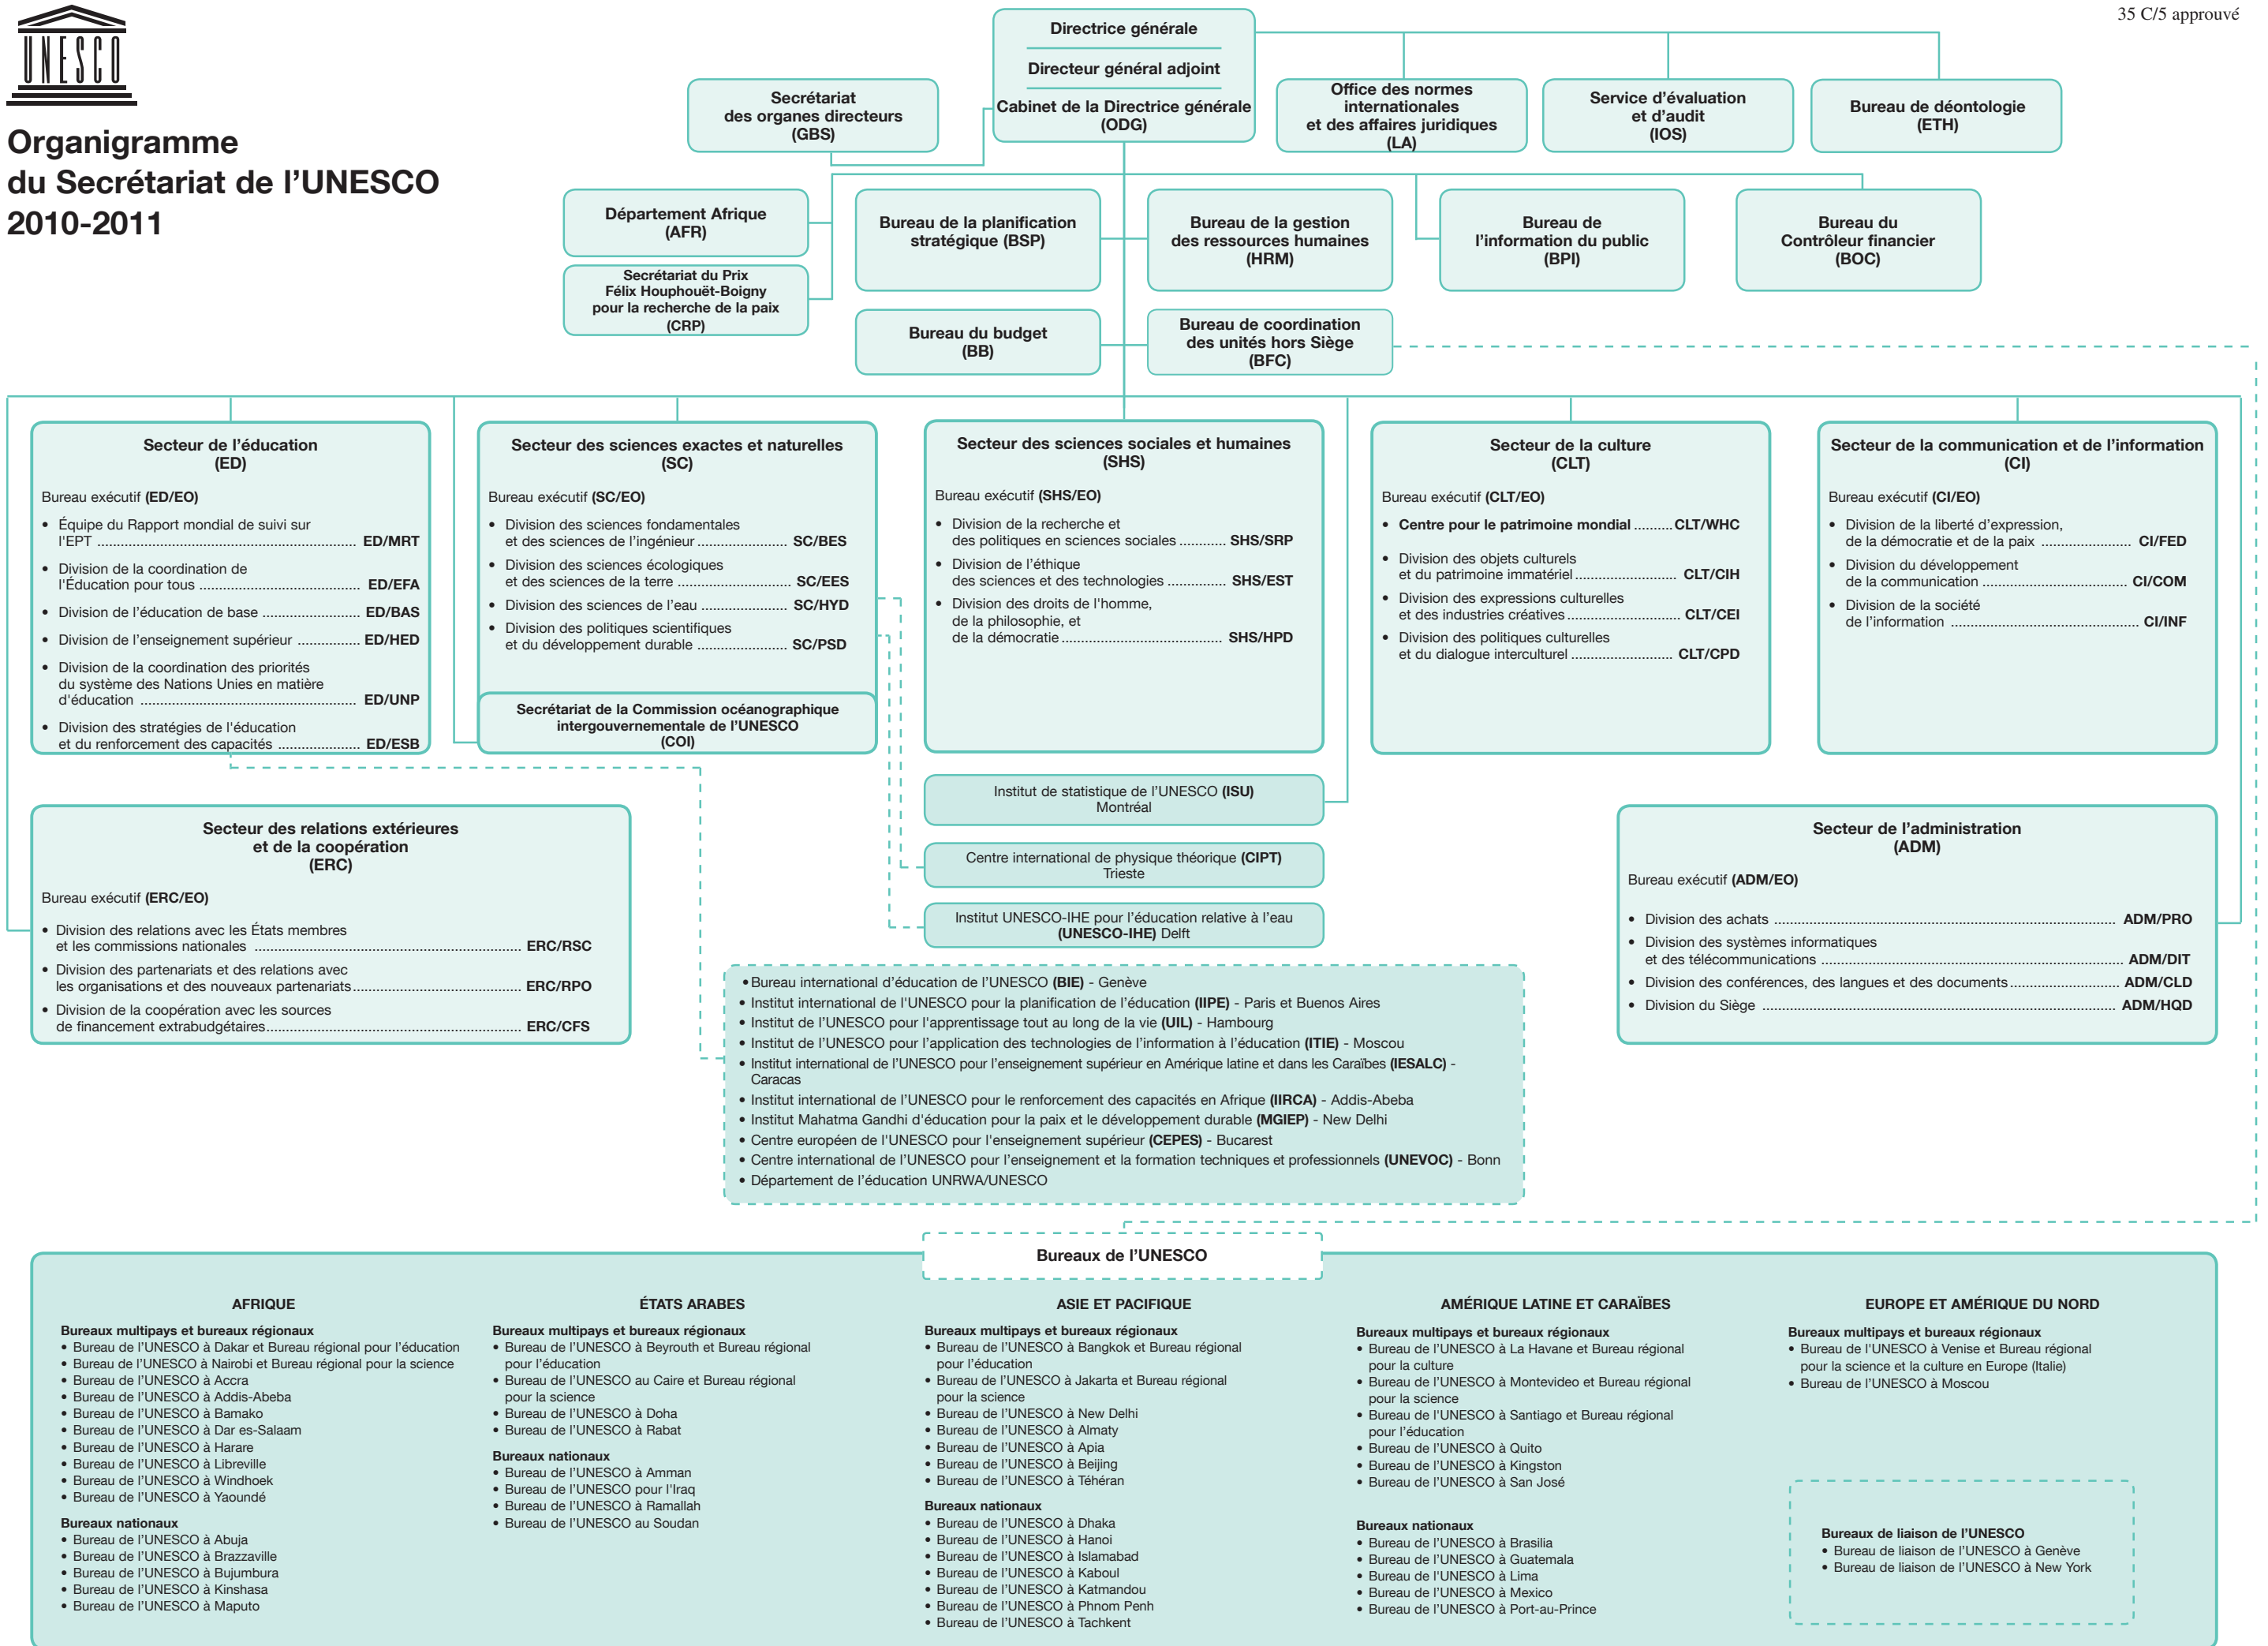 35 C/5 approuvé
UNESCO
Organigramme
du Secrétariat de l’UNESCO
2010-2011
Directrice générale
Directeur général adjoint
Cabinet de la Directrice générale
(ODG)
Secrétariat
des organes directeurs
(GBS)
Office des normes
internationales
et des affaires juridiques
(LA)
Service d’évaluation
et d’audit
(IOS)
Bureau de déontologie
(ETH)
Département Afrique
(AFR)
Secrétariat du Prix
Félix Houphouët-Boigny
pour la recherche de la paix
(CRP)
Bureau de la planification
stratégique (BSP)
Bureau de la gestion
des ressources humaines
(HRM)
Bureau de
l’information du public
(BPI)
Bureau du
Contrôleur financier
(BOC)
Bureau du budget
(BB)
Bureau de coordination
des unités hors Siège
(BFC)
Secteur de l’éducation
(ED)
Bureau exécutif (ED/EO)
• Équipe du Rapport mondial de suivi sur
l'EPT ........ ED/MRT
• Division de la coordination de
l'Éducation pour tous ........ ED/EFA
• Division de l’éducation de base ........ ED/BAS
• Division de l’enseignement supérieur ........ ED/HED
• Division de la coordination des priorités
du système des Nations Unies en matière
d'éducation ........ ED/UNP
• Division des stratégies de l'éducation
et du renforcement des capacités ........ ED/ESB
Secteur des sciences exactes et naturelles
(SC)
Bureau exécutif (SC/EO)
• Division des sciences fondamentales
et des sciences de l’ingénieur ........ SC/BES
• Division des sciences écologiques
et des sciences de la terre ........ SC/EES
• Division des sciences de l’eau ........ SC/HYD
• Division des politiques scientifiques
et du développement durable ........ SC/PSD
Secrétariat de la Commission océanographique
intergouvernementale de l’UNESCO
(COI)
Secteur des sciences sociales et humaines
(SHS)
Bureau exécutif (SHS/EO)
• Division de la recherche et
des politiques en sciences sociales ........ SHS/SRP
• Division de l’éthique
des sciences et des technologies ........ SHS/EST
• Division des droits de l'homme,
de la philosophie, et
de la démocratie ........ SHS/HPD
Secteur de la culture
(CLT)
Bureau exécutif (CLT/EO)
• Centre pour le patrimoine mondial ........ CLT/WHC
• Division des objets culturels
et du patrimoine immatériel ........ CLT/CIH
• Division des expressions culturelles
et des industries créatives ........ CLT/CEI
• Division des politiques culturelles
et du dialogue interculturel ........ CLT/CPD
Secteur de la communication et de l’information
(CI)
Bureau exécutif (CI/EO)
• Division de la liberté d’expression,
de la démocratie et de la paix ........ CI/FED
• Division du développement
de la communication ........ CI/COM
• Division de la société
de l’information ........ CI/INF
Secteur des relations extérieures
et de la coopération
(ERC)
Bureau exécutif (ERC/EO)
• Division des relations avec les États membres
et les commissions nationales ........ ERC/RSC
• Division des partenariats et des relations avec
les organisations et des nouveaux partenariats ........ ERC/RPO
• Division de la coopération avec les sources
de financement extrabudgétaires ........ ERC/CFS
Institut de statistique de l’UNESCO (ISU)
Montréal
Centre international de physique théorique (CIPT)
Trieste
Institut UNESCO-IHE pour l’éducation relative à l’eau
(UNESCO-IHE) Delft
Secteur de l’administration
(ADM)
Bureau exécutif (ADM/EO)
• Division des achats ........ ADM/PRO
• Division des systèmes informatiques
et des télécommunications ........ ADM/DIT
• Division des conférences, des langues et des documents ........ ADM/CLD
• Division du Siège ........ ADM/HQD
• Bureau international d’éducation de l’UNESCO (BIE) - Genève
• Institut international de l'UNESCO pour la planification de l’éducation (IIPE) - Paris et Buenos Aires
• Institut de l’UNESCO pour l'apprentissage tout au long de la vie (UIL) - Hambourg
• Institut de l’UNESCO pour l’application des technologies de l’information à l’éducation (ITIE) - Moscou
• Institut international de l’UNESCO pour l’enseignement supérieur en Amérique latine et dans les Caraïbes (IESALC) -
Caracas
• Institut international de l’UNESCO pour le renforcement des capacités en Afrique (IIRCA) - Addis-Abeba
• Institut Mahatma Gandhi d'éducation pour la paix et le développement durable (MGIEP) - New Delhi
• Centre européen de l'UNESCO pour l'enseignement supérieur (CEPES) - Bucarest
• Centre international de l’UNESCO pour l’enseignement et la formation techniques et professionnels (UNEVOC) - Bonn
• Département de l’éducation UNRWA/UNESCO
Bureaux de l’UNESCO
AFRIQUE
Bureaux multipays et bureaux régionaux
• Bureau de l’UNESCO à Dakar et Bureau régional pour l’éducation
• Bureau de l’UNESCO à Nairobi et Bureau régional pour la science
• Bureau de l’UNESCO à Accra
• Bureau de l’UNESCO à Addis-Abeba
• Bureau de l’UNESCO à Bamako
• Bureau de l’UNESCO à Dar es-Salaam
• Bureau de l’UNESCO à Harare
• Bureau de l’UNESCO à Libreville
• Bureau de l’UNESCO à Windhoek
• Bureau de l’UNESCO à Yaoundé
Bureaux nationaux
• Bureau de l’UNESCO à Abuja
• Bureau de l’UNESCO à Brazzaville
• Bureau de l’UNESCO à Bujumbura
• Bureau de l’UNESCO à Kinshasa
• Bureau de l’UNESCO à Maputo
ÉTATS ARABES
Bureaux multipays et bureaux régionaux
• Bureau de l’UNESCO à Beyrouth et Bureau régional
pour l’éducation
• Bureau de l’UNESCO au Caire et Bureau régional
pour la science
• Bureau de l’UNESCO à Doha
• Bureau de l’UNESCO à Rabat
Bureaux nationaux
• Bureau de l’UNESCO à Amman
• Bureau de l’UNESCO pour l'Iraq
• Bureau de l’UNESCO à Ramallah
• Bureau de l’UNESCO au Soudan
ASIE ET PACIFIQUE
Bureaux multipays et bureaux régionaux
• Bureau de l’UNESCO à Bangkok et Bureau régional
pour l’éducation
• Bureau de l’UNESCO à Jakarta et Bureau régional
pour la science
• Bureau de l’UNESCO à New Delhi
• Bureau de l’UNESCO à Almaty
• Bureau de l’UNESCO à Apia
• Bureau de l’UNESCO à Beijing
• Bureau de l’UNESCO à Téhéran
Bureaux nationaux
• Bureau de l’UNESCO à Dhaka
• Bureau de l’UNESCO à Hanoi
• Bureau de l’UNESCO à Islamabad
• Bureau de l’UNESCO à Kaboul
• Bureau de l’UNESCO à Katmandou
• Bureau de l’UNESCO à Phnom Penh
• Bureau de l’UNESCO à Tachkent
AMÉRIQUE LATINE ET CARAÏBES
Bureaux multipays et bureaux régionaux
• Bureau de l’UNESCO à La Havane et Bureau régional
pour la culture
• Bureau de l’UNESCO à Montevideo et Bureau régional
pour la science
• Bureau de l'UNESCO à Santiago et Bureau régional
pour l’éducation
• Bureau de l’UNESCO à Quito
• Bureau de l’UNESCO à Kingston
• Bureau de l’UNESCO à San José
Bureaux nationaux
• Bureau de l’UNESCO à Brasilia
• Bureau de l’UNESCO à Guatemala
• Bureau de l’UNESCO à Lima
• Bureau de l’UNESCO à Mexico
• Bureau de l’UNESCO à Port-au-Prince
EUROPE ET AMÉRIQUE DU NORD
Bureaux multipays et bureaux régionaux
• Bureau de l’UNESCO à Venise et Bureau régional
pour la science et la culture en Europe (Italie)
• Bureau de l’UNESCO à Moscou
Bureaux de liaison de l’UNESCO
• Bureau de liaison de l’UNESCO à Genève
• Bureau de liaison de l’UNESCO à New York